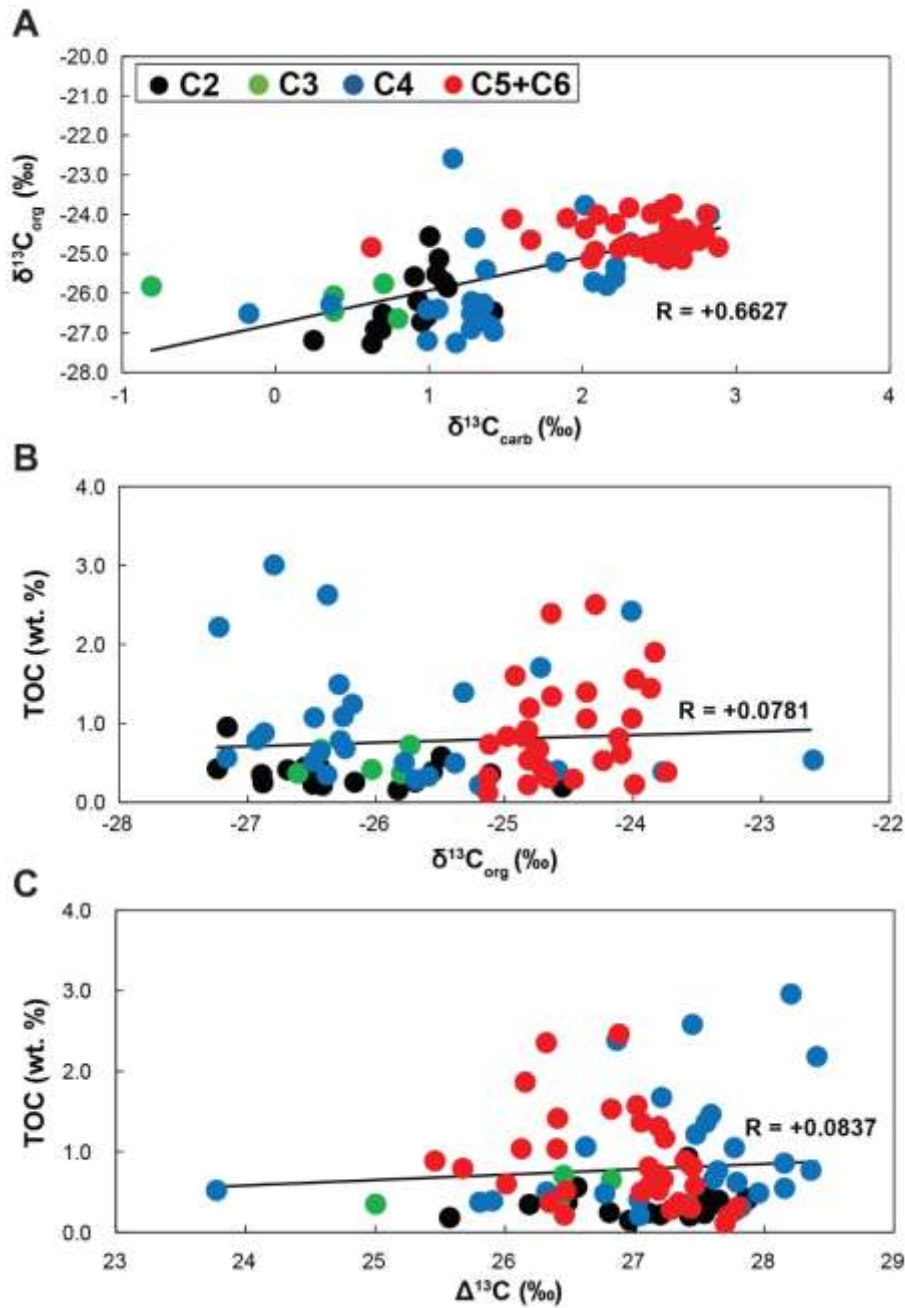 A
-20.0
C2 C3 C4 C5+C6
-21.0
-22.0
-23.0
-24.0
-25.0
-26.0
-27.0
-28.0
δ¹³Corg (‰)
R = +0.6627
-1 0 1 2 3 4
δ¹³Ccarb (‰)
B
4.0
3.0
2.0
1.0
0.0
TOC (wt. %)
R = +0.0781
-28 -27 -26 -25 -24 -23 -22
δ¹³Corg (‰)
C
4.0
3.0
2.0
1.0
0.0
TOC (wt. %)
R = +0.0837
23 24 25 26 27 28 29
Δ¹³C (‰)